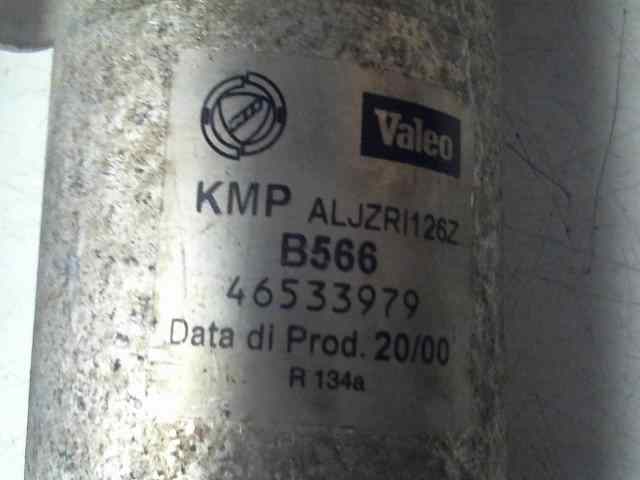 Valeo
KMP ALJZRI126Z
B566
46533979
Data di Prod. 20/00
R 134a